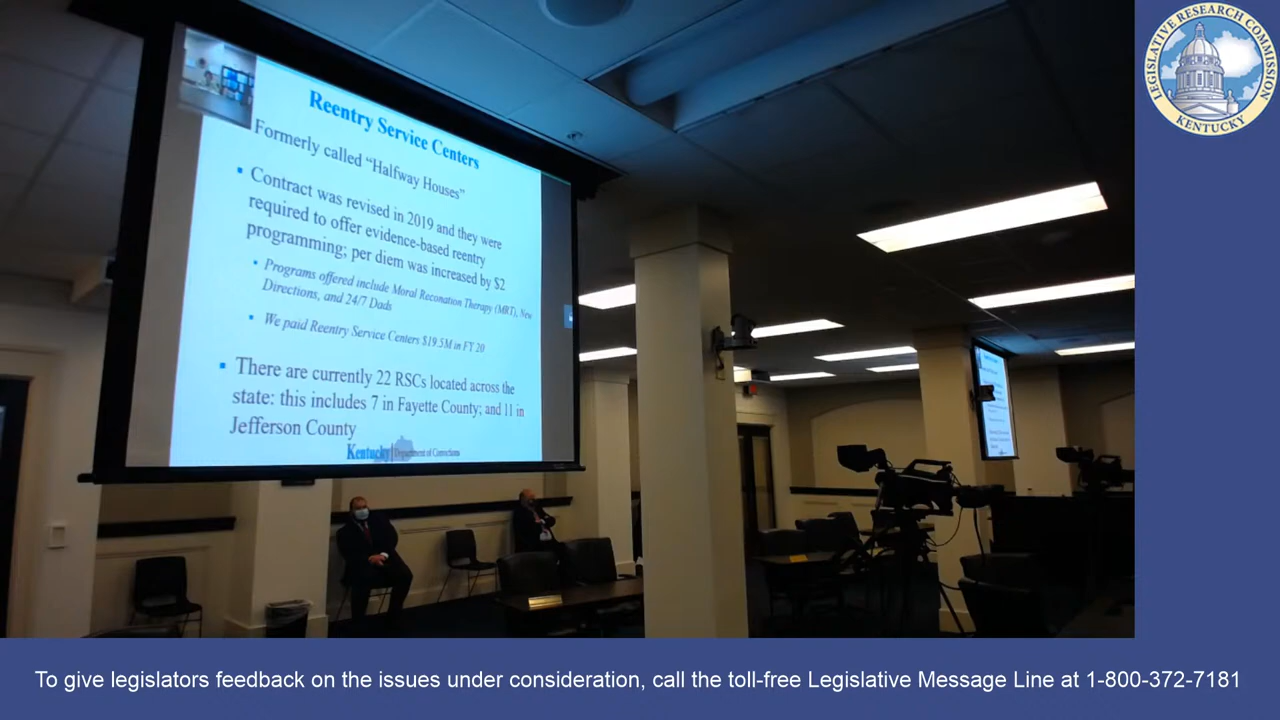 Reentry Service Centers
Formerly called “Halfway Houses”
Contract was revised in 2019 and they were
required to offer evidence-based reentry
programming; per diem was increased by $2
Programs offered include Moral Reconation Therapy (MRT), New
Directions, and 24/7 Dads
We paid Reentry Service Centers $19.5M in FY 20
There are currently 22 RSCs located across the
state: this includes 7 in Fayette County; and 11 in
Jefferson County
Kentucky Department of Corrections
LEGISLATIVE RESEARCH COMMISSION
KENTUCKY
To give legislators feedback on the issues under consideration, call the toll-free Legislative Message Line at 1-800-372-7181